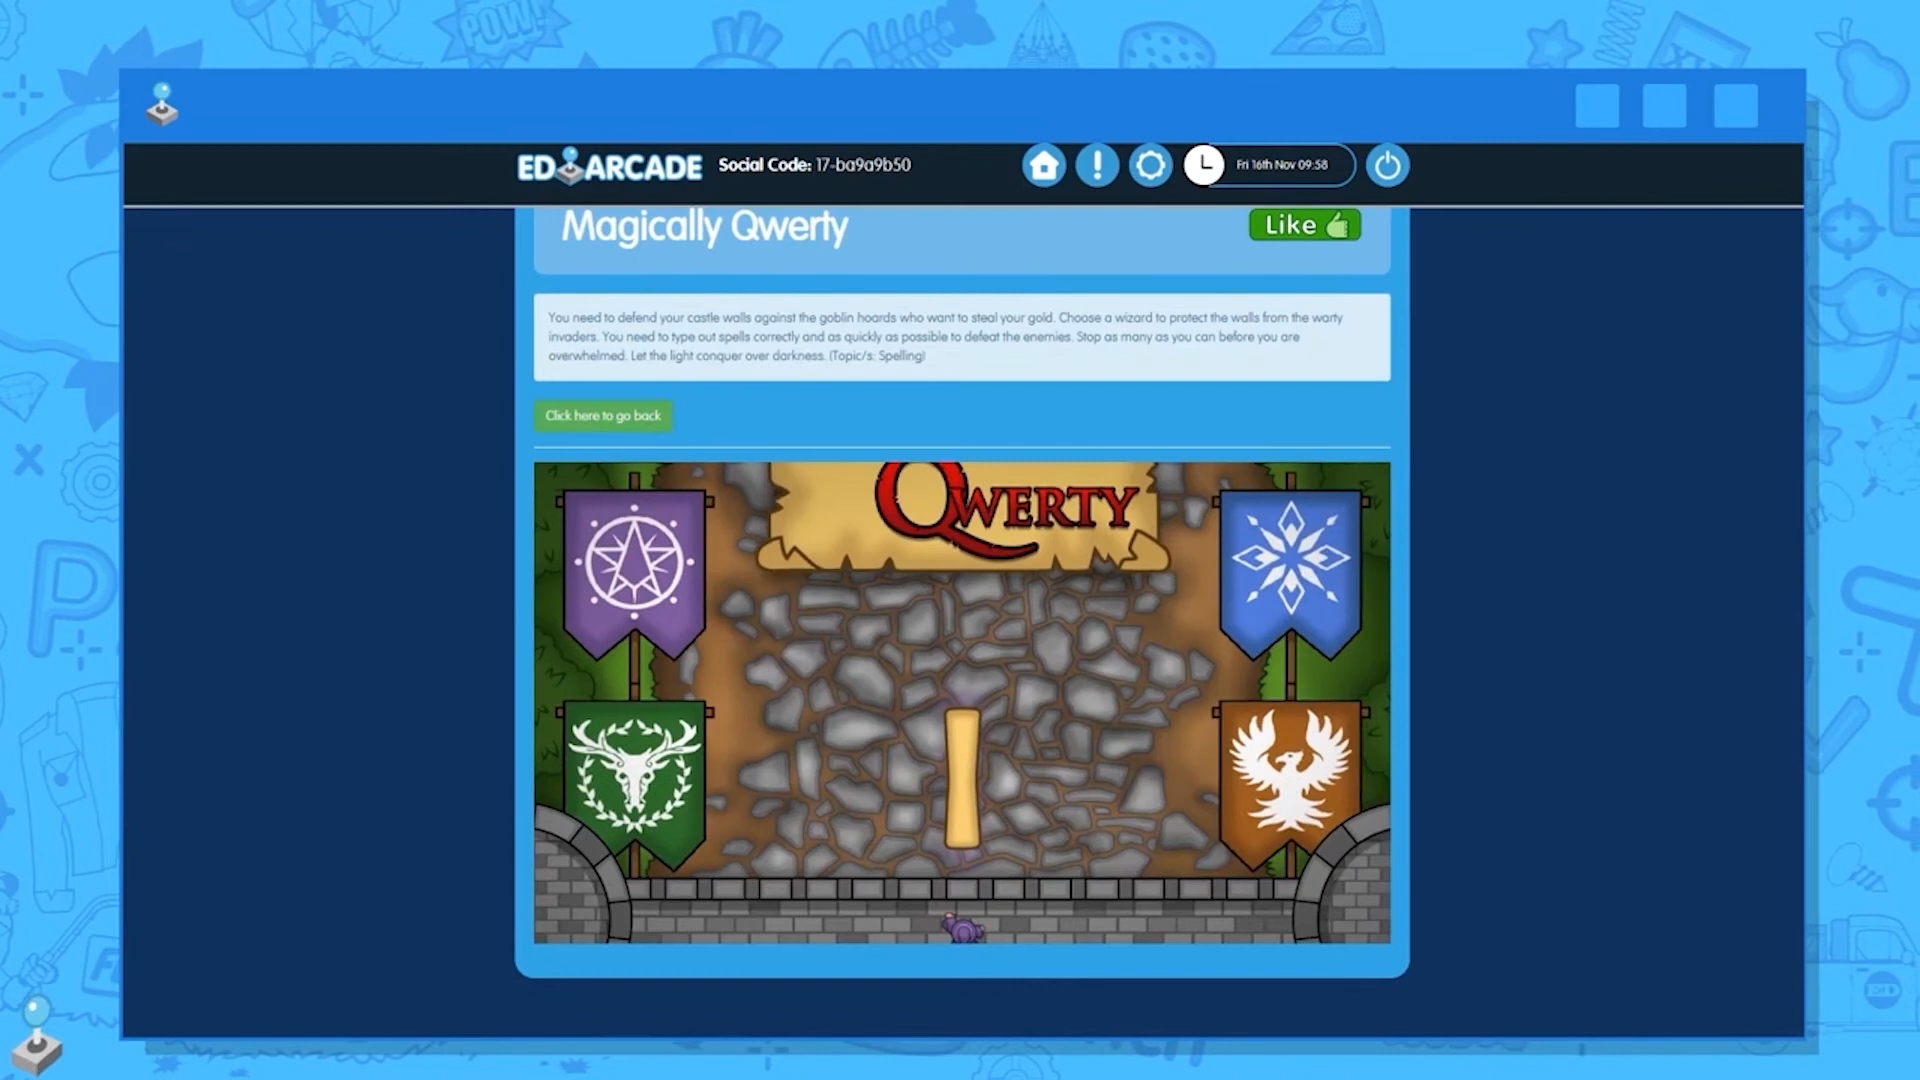 POW!
ED ARCADE Social Code: 17-ba9a9b50 Fri 16th Nov 09:58
Magically Qwerty
Like
You need to defend your castle walls against the goblin hoards who want to steal your gold. Choose a wizard to protect the walls from the warty
invaders. You need to type out spells correctly and as quickly as possible to defeat the enemies. Stop as many as you can before you are
overwhelmed. Let the light conquer over darkness. (Topic/s: Spelling)
Click here to go back
QWERTY
P
ED